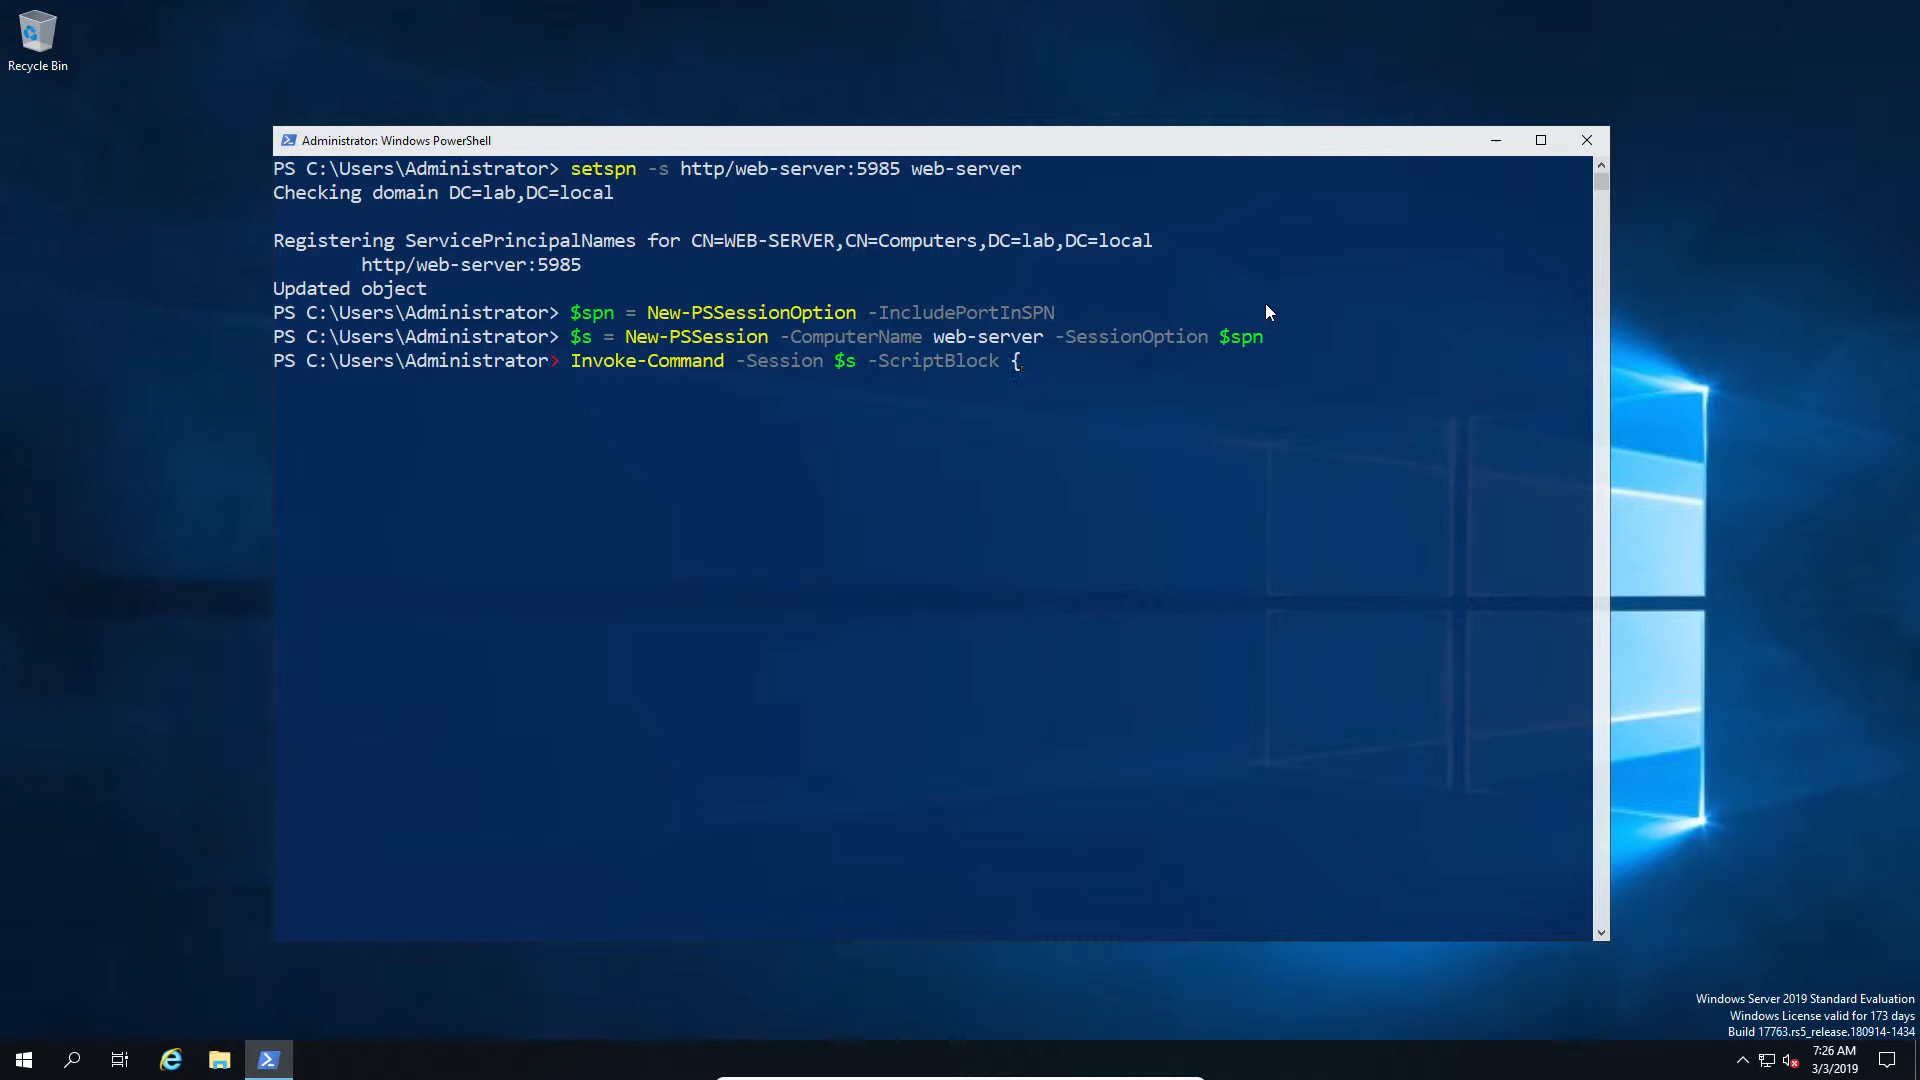 Recycle Bin
Administrator: Windows PowerShell
PS C:\Users\Administrator> setspn -s http/web-server:5985 web-server
Checking domain DC=lab,DC=local
Registering ServicePrincipalNames for CN=WEB-SERVER,CN=Computers,DC=lab,DC=local
        http/web-server:5985
Updated object
PS C:\Users\Administrator> $spn = New-PSSessionOption -IncludePortInSPN
PS C:\Users\Administrator> $s = New-PSSession -ComputerName web-server -SessionOption $spn
PS C:\Users\Administrator> Invoke-Command -Session $s -ScriptBlock {
Windows Server 2019 Standard Evaluation
Windows License valid for 173 days
Build 17763.rs5_release.180914-1434
7:26 AM
3/3/2019